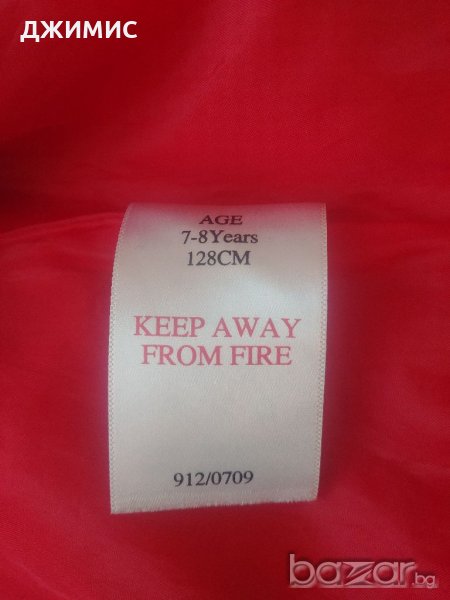 ДЖИМИС
AGE
7-8Years
128CM
KEEP AWAY
FROM FIRE
912/0709
bazar.bg